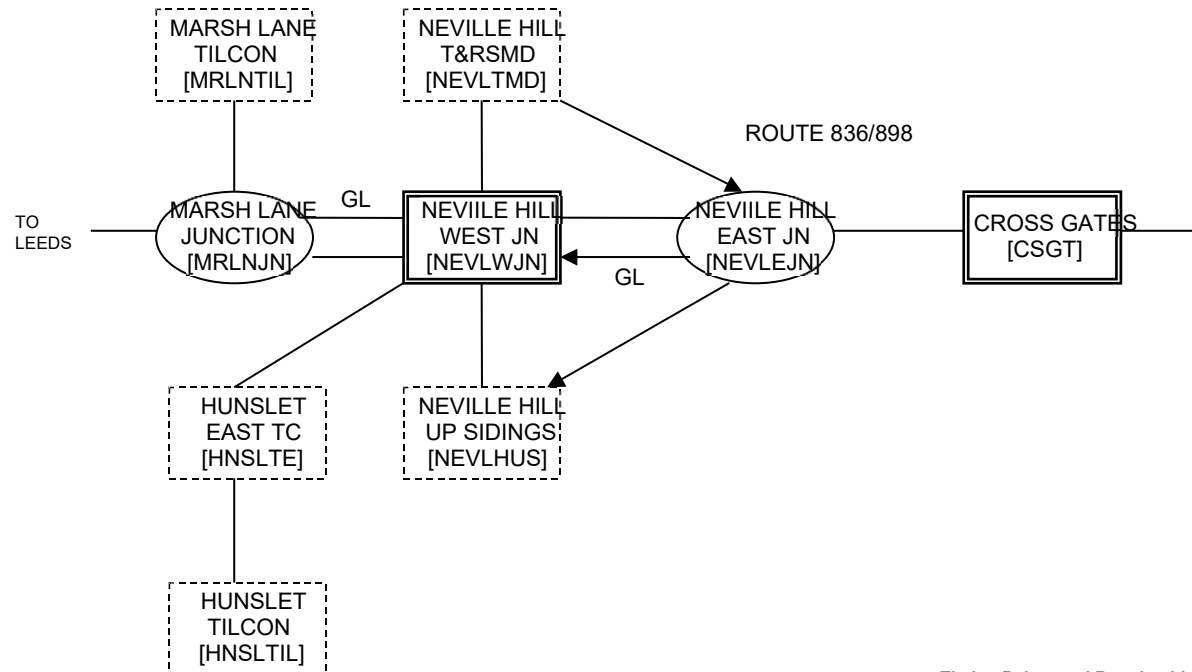 MARSH LANE
TILCON
[MRLNTIL]
NEVILLE HILL
T&RSMD
[NEVLTMD]
ROUTE 836/898
TO
LEEDS
MARSH LANE
JUNCTION
[MRLNJN]
GL
NEVIILE HILL
WEST JN
[NEVLWJN]
GL
NEVIILE HILL
EAST JN
[NEVLEJN]
CROSS GATES
[CSGT]
HUNSLET
EAST TC
[HNSLTE]
NEVILLE HILL
UP SIDINGS
[NEVLHUS]
HUNSLET
TILCON
[HNSLTIL]